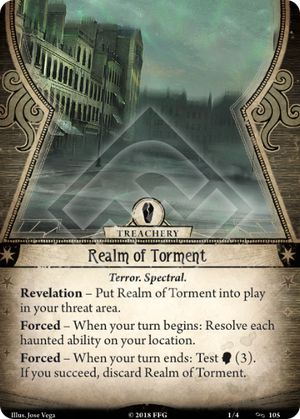 TREACHERY
Realm of Torment
Terror. Spectral.
Revelation – Put Realm of Torment into play
in your threat area.
Forced – When your turn begins: Resolve each
haunted ability on your location.
Forced – When your turn ends: Test (3).
If you succeed, discard Realm of Torment.
Illus. Jose Vega © 2018 FFG 1/4 105